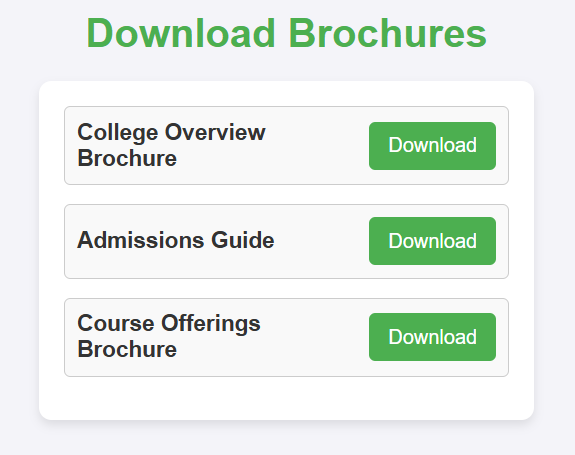 Download Brochures
College Overview
Brochure
Download
Admissions Guide
Download
Course Offerings
Brochure
Download